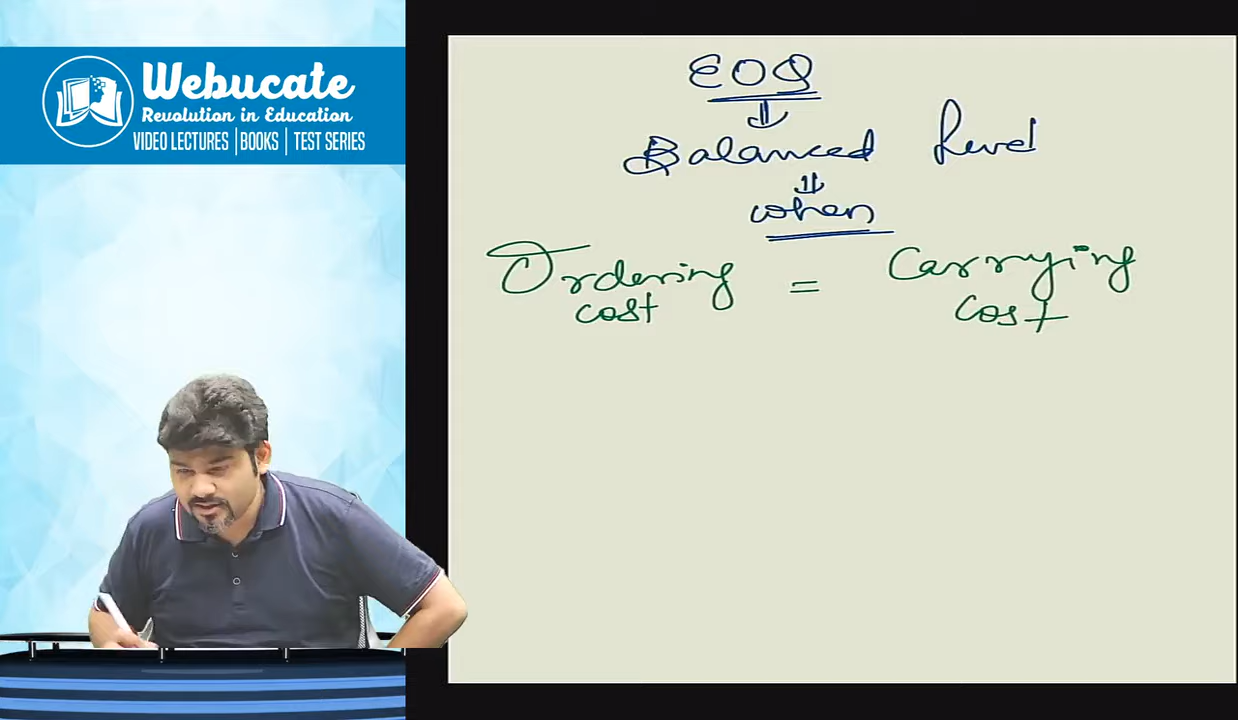 Webucate
Revolution in Education
VIDEO LECTURES | BOOKS | TEST SERIES
EOQ
Balanced level
when
Ordering cost = Carrying cost